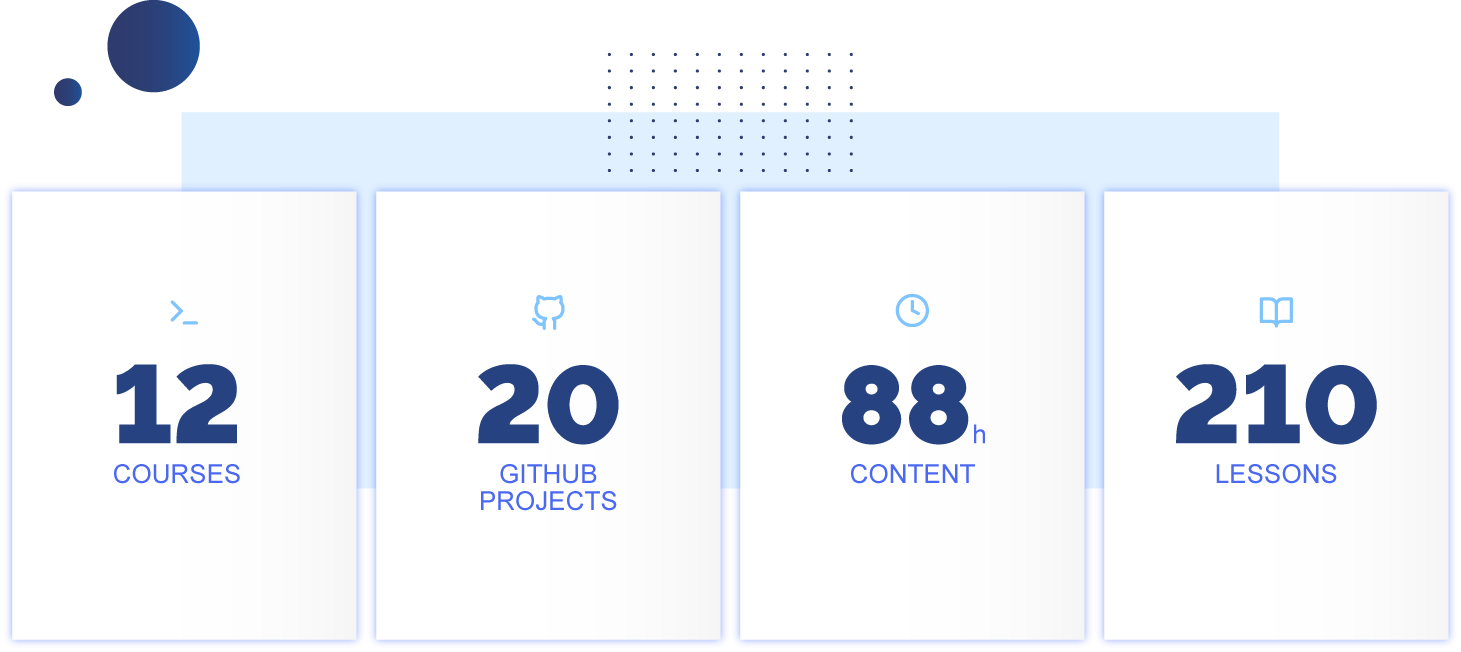 12
COURSES
20
GITHUB
PROJECTS
88h
CONTENT
210
LESSONS